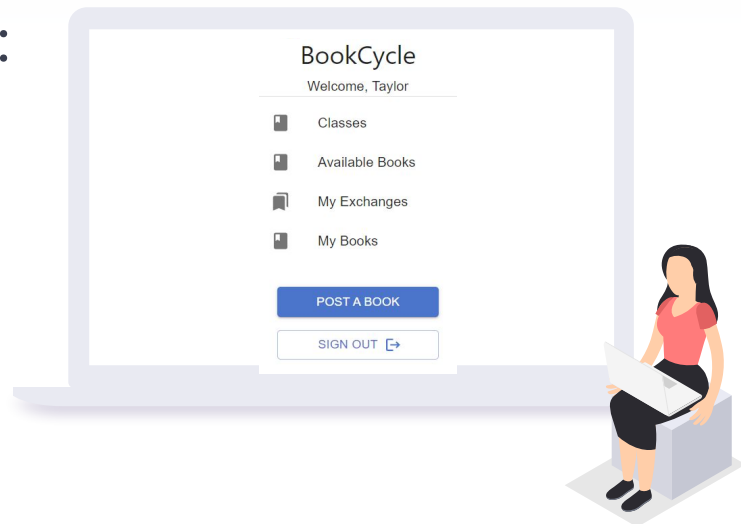 BookCycle
Welcome, Taylor
Classes
Available Books
My Exchanges
My Books
POST A BOOK
SIGN OUT